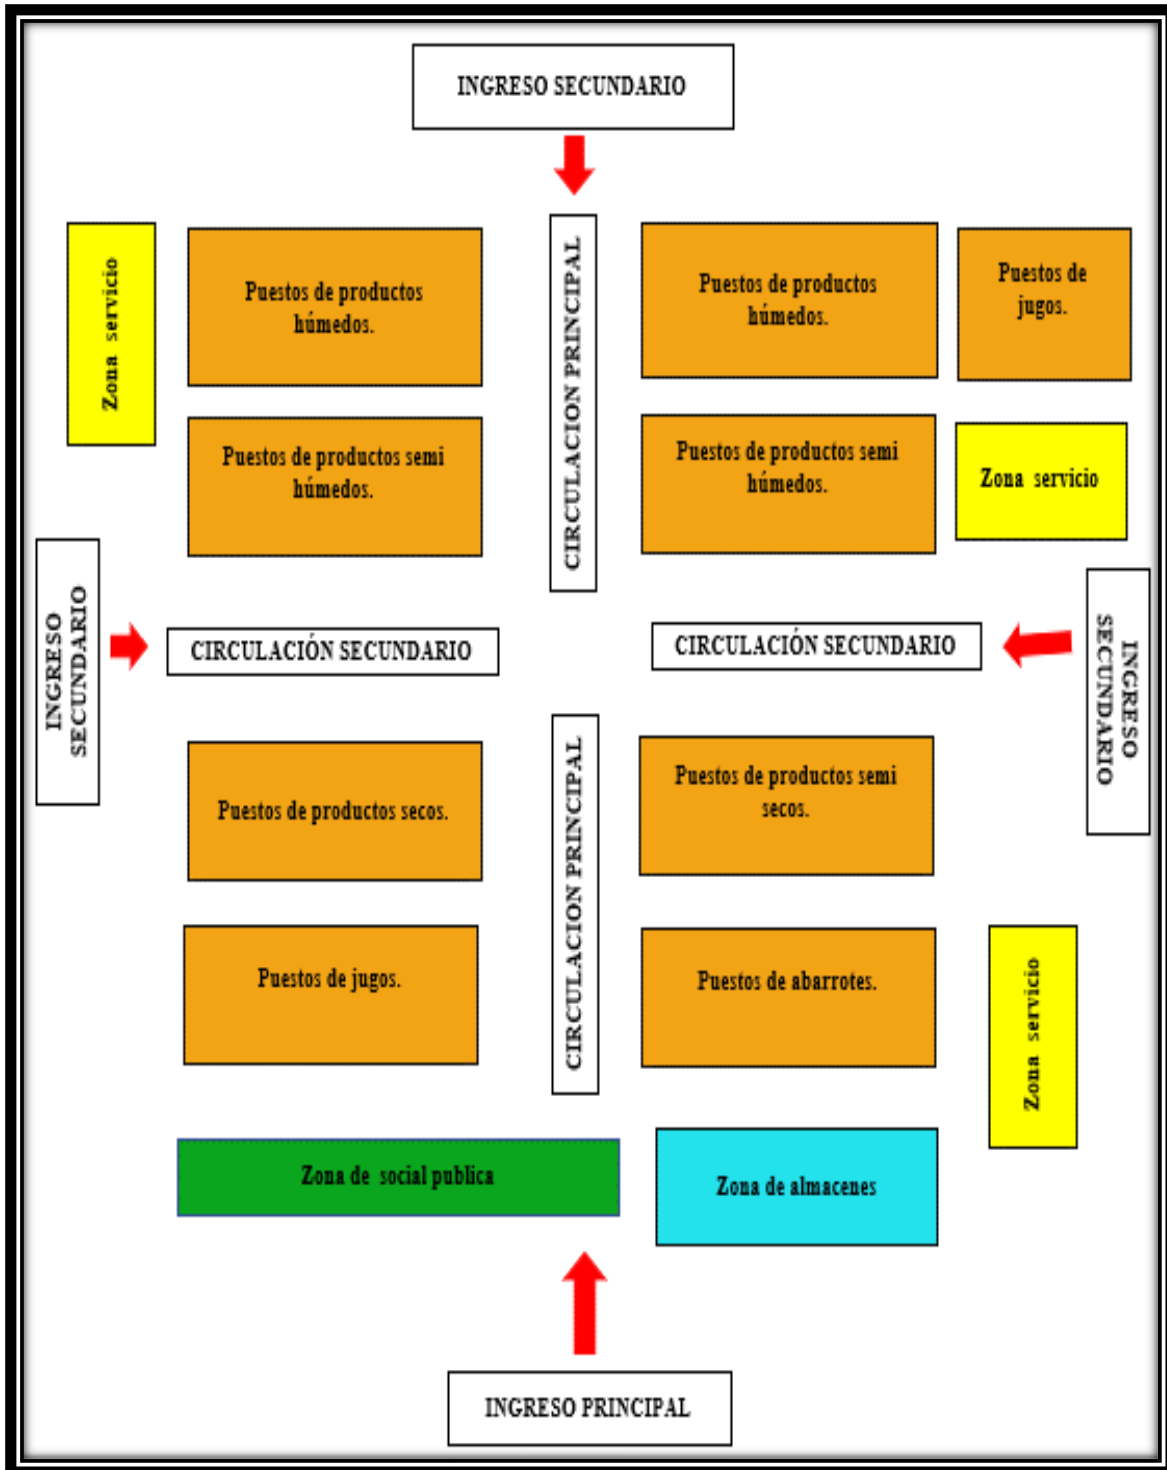 INGRESO SECUNDARIO
Zona servicio
Puestos de productos
húmedos.
CIRCULACION PRINCIPAL
Puestos de productos
húmedos.
Puestos de
jugos.
Puestos de productos semi
húmedos.
Puestos de productos semi
húmedos.
Zona servicio
INGRESO
SECUNDARIO
CIRCULACIÓN SECUNDARIO
CIRCULACIÓN SECUNDARIO
INGRESO
SECUNDARIO
Puestos de productos secos.
CIRCULACION PRINCIPAL
Puestos de productos semi
secos.
Puestos de jugos.
Puestos de abarrotes.
Zona servicio
Zona de social publica
Zona de almacenes
INGRESO PRINCIPAL